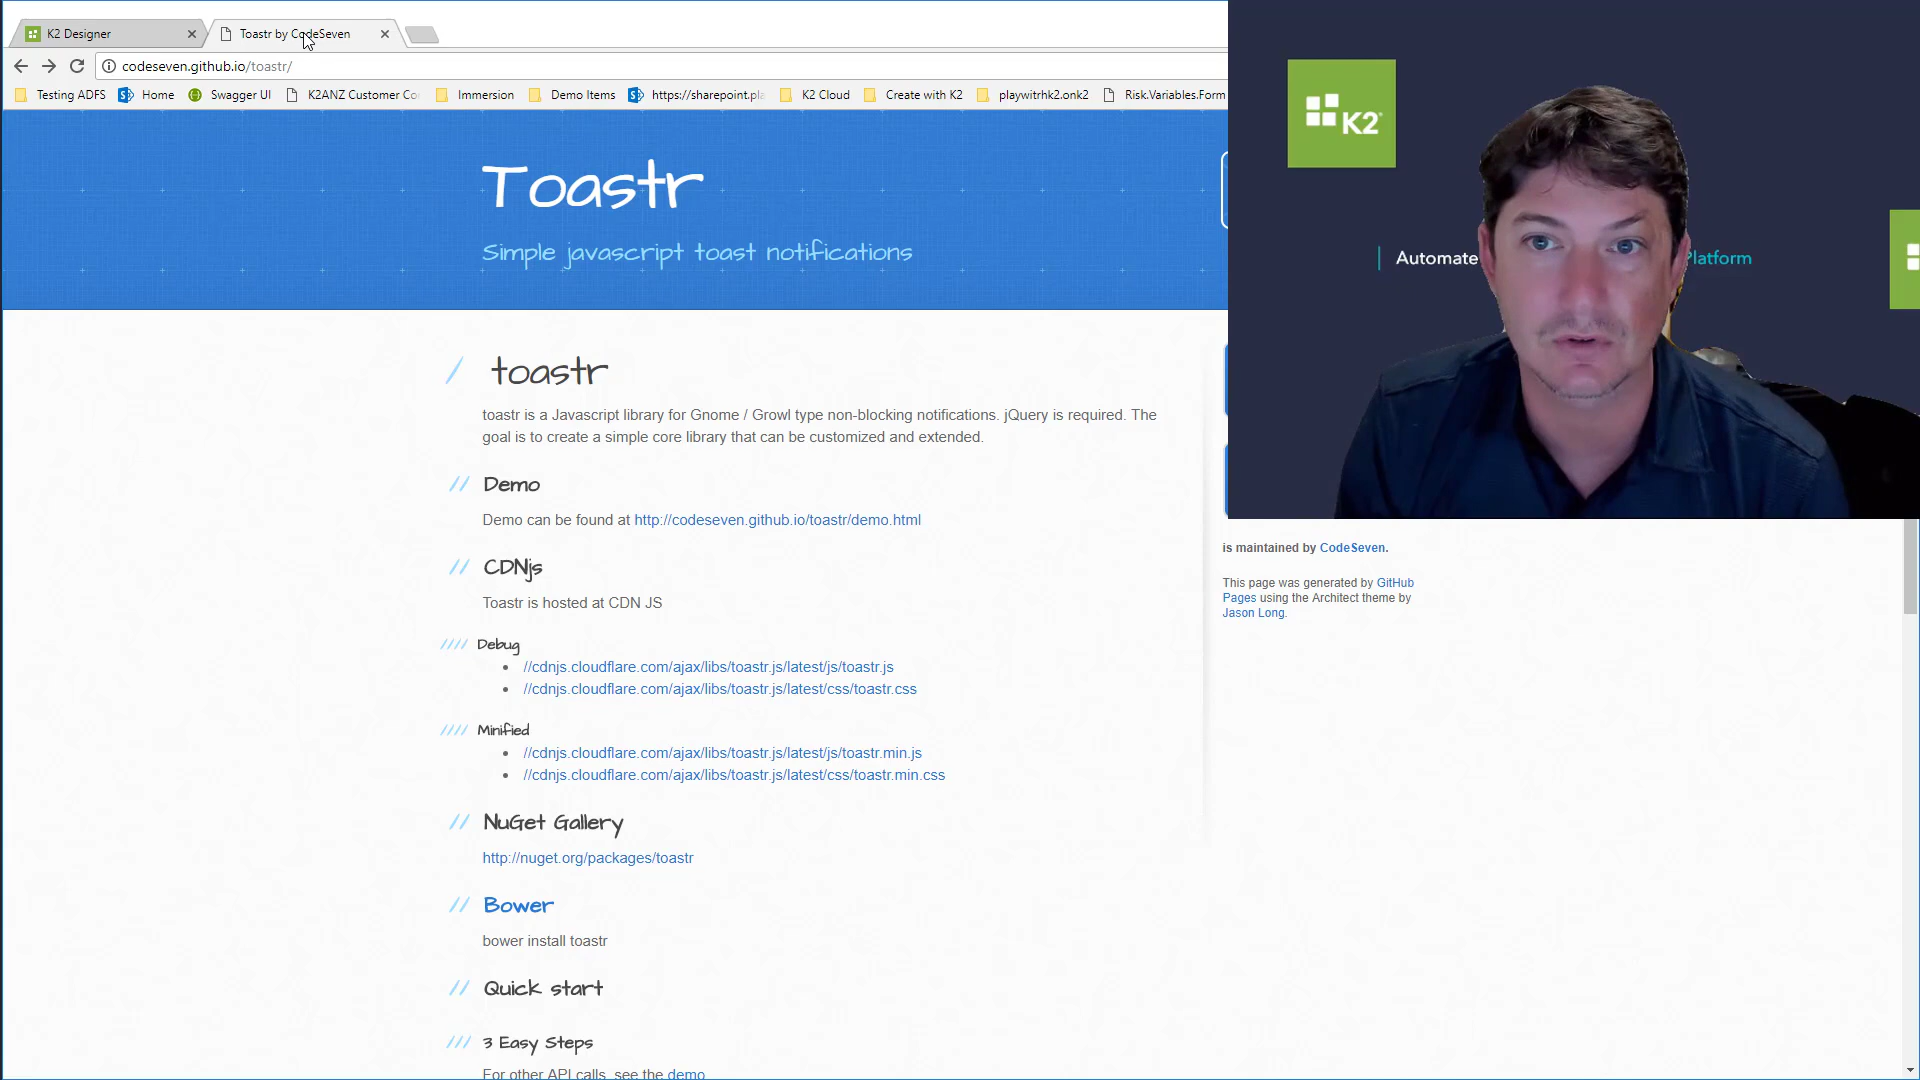 K2 Designer
Toastr by CodeSeven
codeseven.github.io/toastr/
Testing ADFS
Home
Swagger UI
K2ANZ Customer Co
Immersion
Demo Items
https://sharepoint.pl
K2 Cloud
Create with K2
playwitrhk2.onk2
Risk.Variables.Form
K2
Automate
Platform
Toastr
Simple javascript toast notifications
/ toastr
toastr is a Javascript library for Gnome / Growl type non-blocking notifications. jQuery is required. The
goal is to create a simple core library that can be customized and extended.
// Demo
Demo can be found at http://codeseven.github.io/toastr/demo.html
// CDNjs
Toastr is hosted at CDN JS
//// Debug
• //cdnjs.cloudflare.com/ajax/libs/toastr.js/latest/js/toastr.js
• //cdnjs.cloudflare.com/ajax/libs/toastr.js/latest/css/toastr.css
//// Minified
• //cdnjs.cloudflare.com/ajax/libs/toastr.js/latest/js/toastr.min.js
• //cdnjs.cloudflare.com/ajax/libs/toastr.js/latest/css/toastr.min.css
// NuGet Gallery
http://nuget.org/packages/toastr
// Bower
bower install toastr
// Quick start
/// 3 Easy Steps
For other API calls, see the demo
is maintained by CodeSeven.
This page was generated by GitHub
Pages using the Architect theme by
Jason Long.